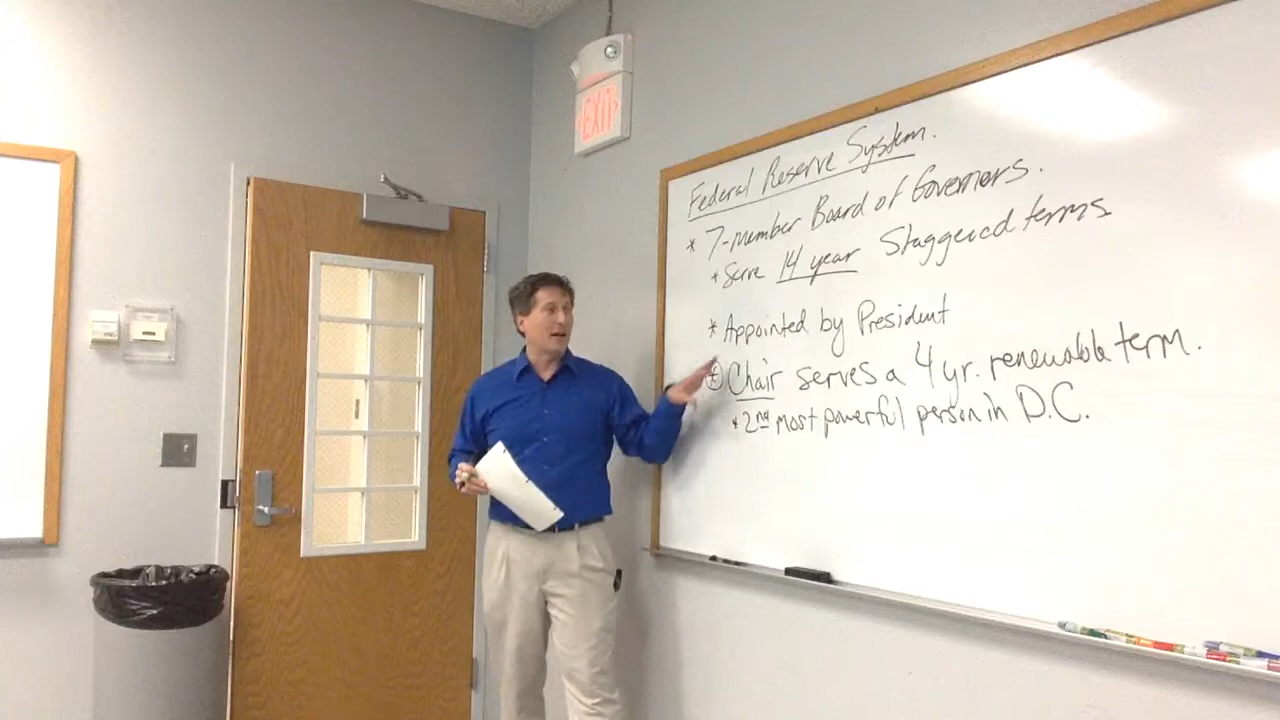 EXIT
Federal Reserve System.
* 7-member Board of Governors.
* Serve 14 year Staggered terms
* Appointed by President
* Chair serves a 4 yr. renewable term.
* 2nd most powerful person in D.C.